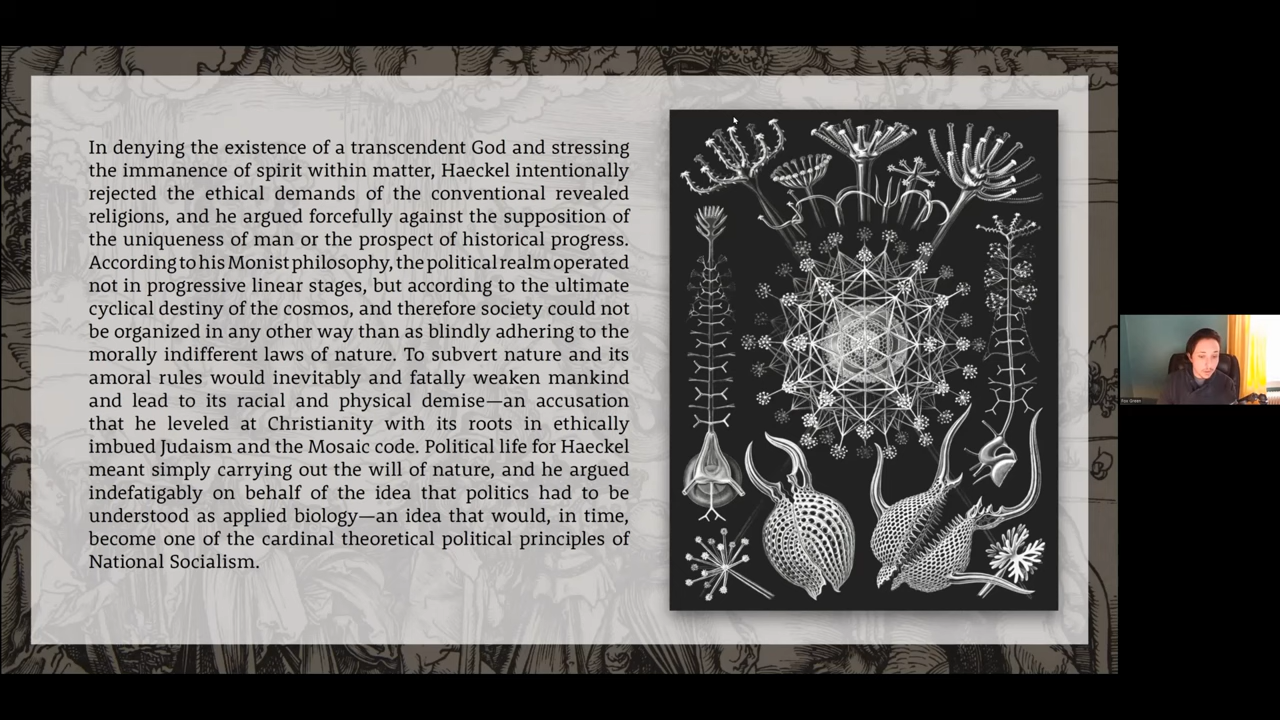 In denying the existence of a transcendent God and stressing
the immanence of spirit within matter, Haeckel intentionally
rejected the ethical demands of the conventional revealed
religions, and he argued forcefully against the supposition of
the uniqueness of man or the prospect of historical progress.
According to his Monist philosophy, the political realm operated
not in progressive linear stages, but according to the ultimate
cyclical destiny of the cosmos, and therefore society could not
be organized in any other way than as blindly adhering to the
morally indifferent laws of nature. To subvert nature and its
amoral rules would inevitably and fatally weaken mankind
and lead to its racial and physical demise—an accusation
that he leveled at Christianity with its roots in ethically
imbued Judaism and the Mosaic code. Political life for Haeckel
meant simply carrying out the will of nature, and he argued
indefatigably on behalf of the idea that politics had to be
understood as applied biology—an idea that would, in time,
become one of the cardinal theoretical political principles of
National Socialism.